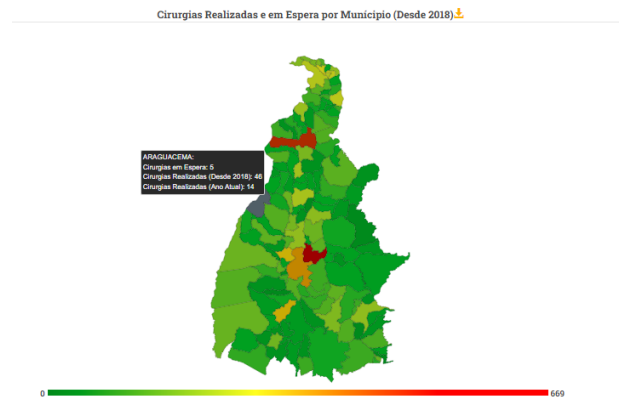 Cirurgias Realizadas e em Espera por Município (Desde 2018)
ARAGUACEMA:
Cirurgias em Espera: 5
Cirurgias Realizadas (Desde 2018): 46
Cirurgias Realizadas (Ano Atual): 14
0 669